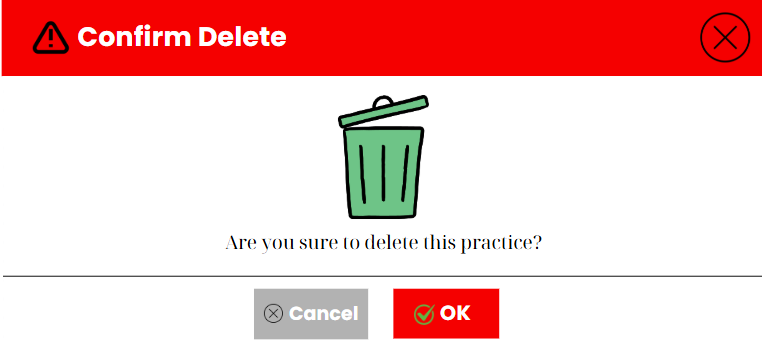 Confirm Delete
Are you sure to delete this practice?
Cancel
OK